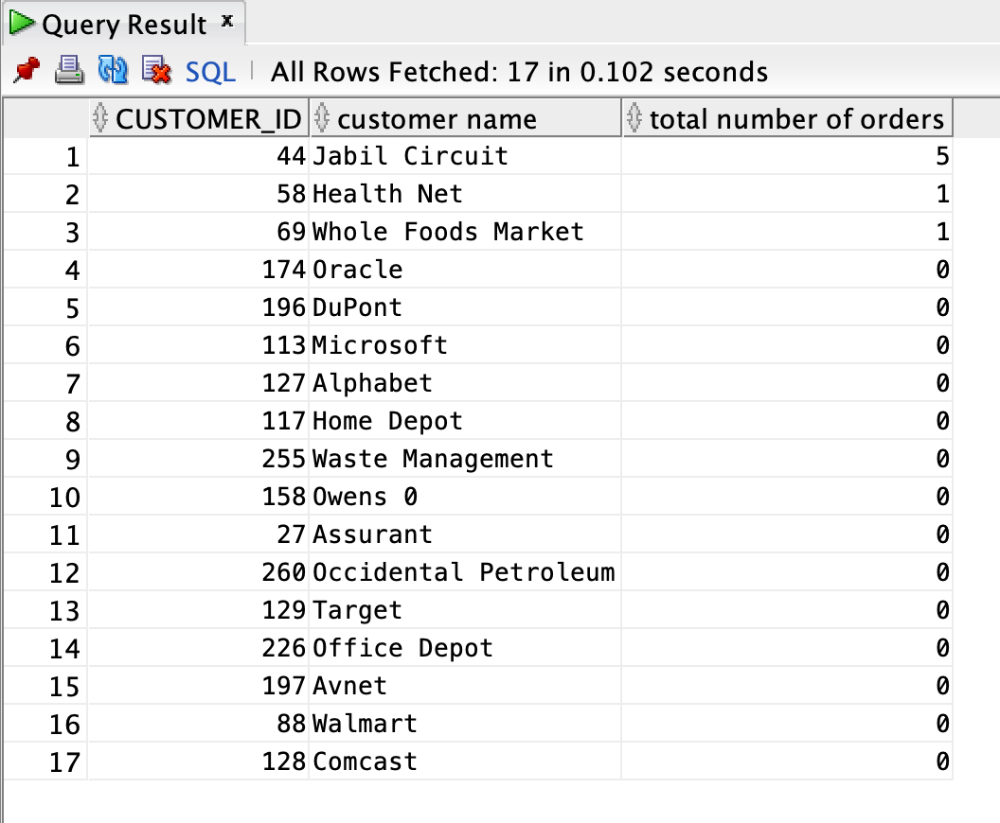 Query Result x
SQL | All Rows Fetched: 17 in 0.102 seconds
CUSTOMER_ID customer name total number of orders
1 44 Jabil Circuit 5
2 58 Health Net 1
3 69 Whole Foods Market 1
4 174 Oracle 0
5 196 DuPont 0
6 113 Microsoft 0
7 127 Alphabet 0
8 117 Home Depot 0
9 255 Waste Management 0
10 158 Owens 0 0
11 27 Assurant 0
12 260 Occidental Petroleum 0
13 129 Target 0
14 226 Office Depot 0
15 197 Avnet 0
16 88 Walmart 0
17 128 Comcast 0